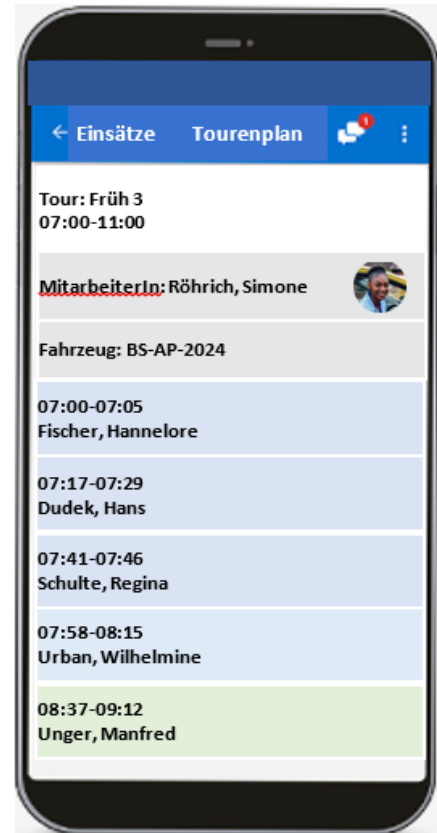 Einsätze Tourenplan 1
Tour: Früh 3
07:00-11:00
MitarbeiterIn: Röhrich, Simone
Fahrzeug: BS-AP-2024
07:00-07:05
Fischer, Hannelore
07:17-07:29
Dudek, Hans
07:41-07:46
Schulte, Regina
07:58-08:15
Urban, Wilhelmine
08:37-09:12
Unger, Manfred